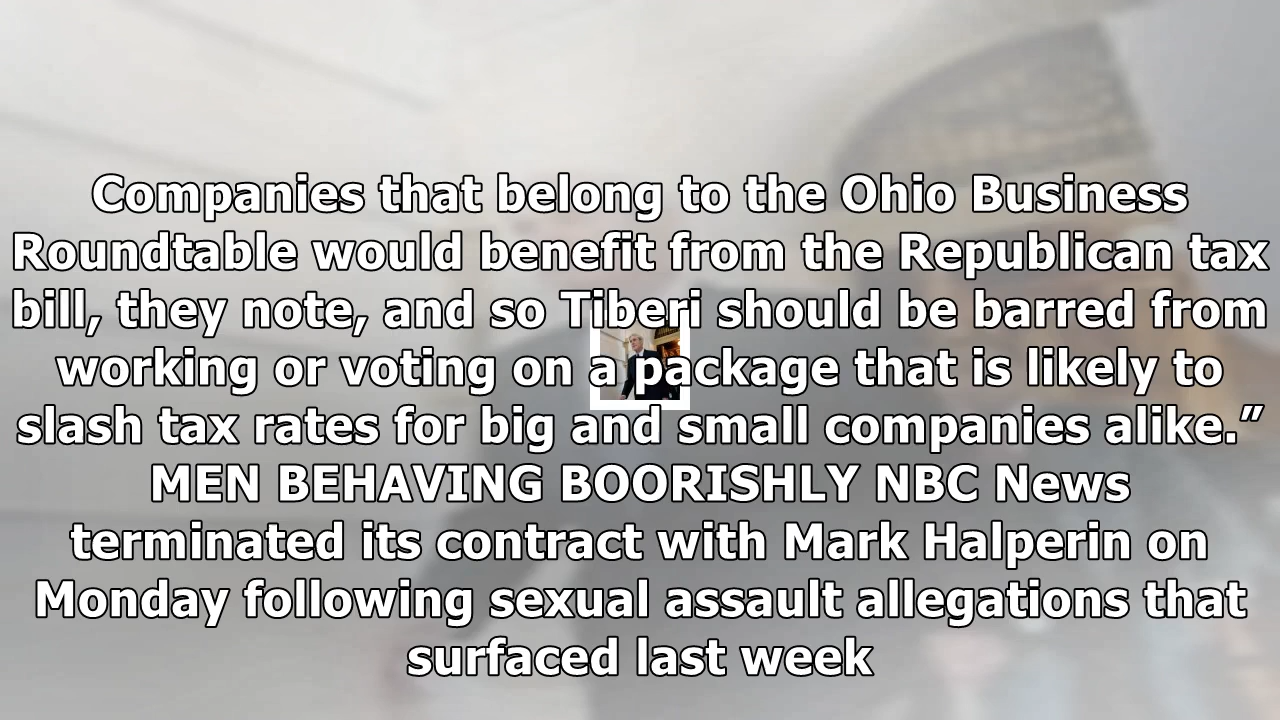 Companies that belong to the Ohio Business
Roundtable would benefit from the Republican tax
bill, they note, and so Tiberi should be barred from
working or voting on a package that is likely to
slash tax rates for big and small companies alike.”
MEN BEHAVING BOORISHLY NBC News
terminated its contract with Mark Halperin on
Monday following sexual assault allegations that
surfaced last week